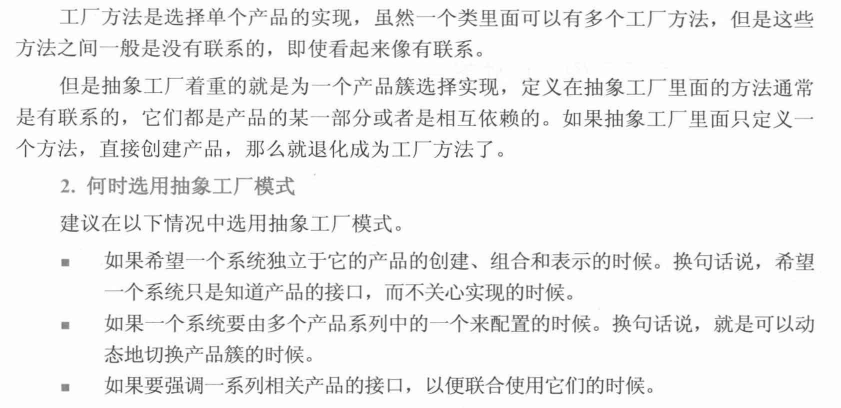 工厂方法是选择单个产品的实现，虽然一个类里面可以有多个工厂方法，但是这些
方法之间一般是没有联系的，即使看起来像有联系。
但是抽象工厂着重的就是为一个产品簇选择实现，定义在抽象工厂里面的方法通常
是有联系的，它们都是产品的某一部分或者是相互依赖的。如果抽象工厂里面只定义一
个方法，直接创建产品，那么就退化成为工厂方法了。
2. 何时选用抽象工厂模式
建议在以下情况中选用抽象工厂模式。
■ 如果希望一个系统独立于它的产品的创建、组合和表示的时候。换句话说，希望
一个系统只是知道产品的接口，而不关心实现的时候。
■ 如果一个系统要由多个产品系列中的一个来配置的时候。换句话说，就是可以动
态地切换产品簇的时候。
■ 如果要强调一系列相关产品的接口，以便联合使用它们的时候。